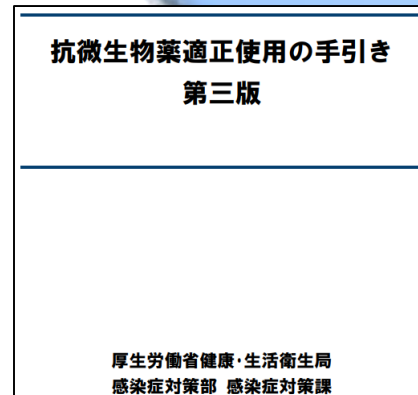 抗微生物薬適正使用の手引き
第三版
厚生労働省健康・生活衛生局
感染症対策部 感染症対策課